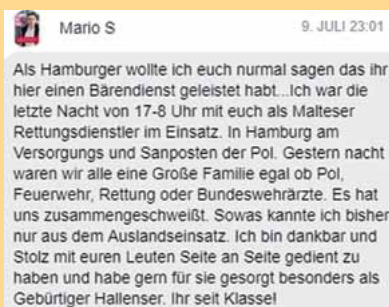 Mario S
9. JULI 23:01
Als Hamburger wollte ich euch nurmal sagen das ihr
hier einen Bärendienst geleistet habt...Ich war die
letzte Nacht von 17-8 Uhr mit euch als Malteser
Rettungsdienstler im Einsatz. In Hamburg am
Versorgungs und Sanposten der Pol. Gestern nacht
waren wir alle eine Große Familie egal ob Pol,
Feuerwehr, Rettung oder Bundeswehrärzte. Es hat
uns zusammengeschweißt. Sowas kannte ich bisher
nur aus dem Auslandseinsatz. Ich bin dankbar und
Stolz mit euren Leuten Seite an Seite gedient zu
haben und habe gern für sie gesorgt besonders als
Gebürtiger Hallenser. Ihr seit Klasse!